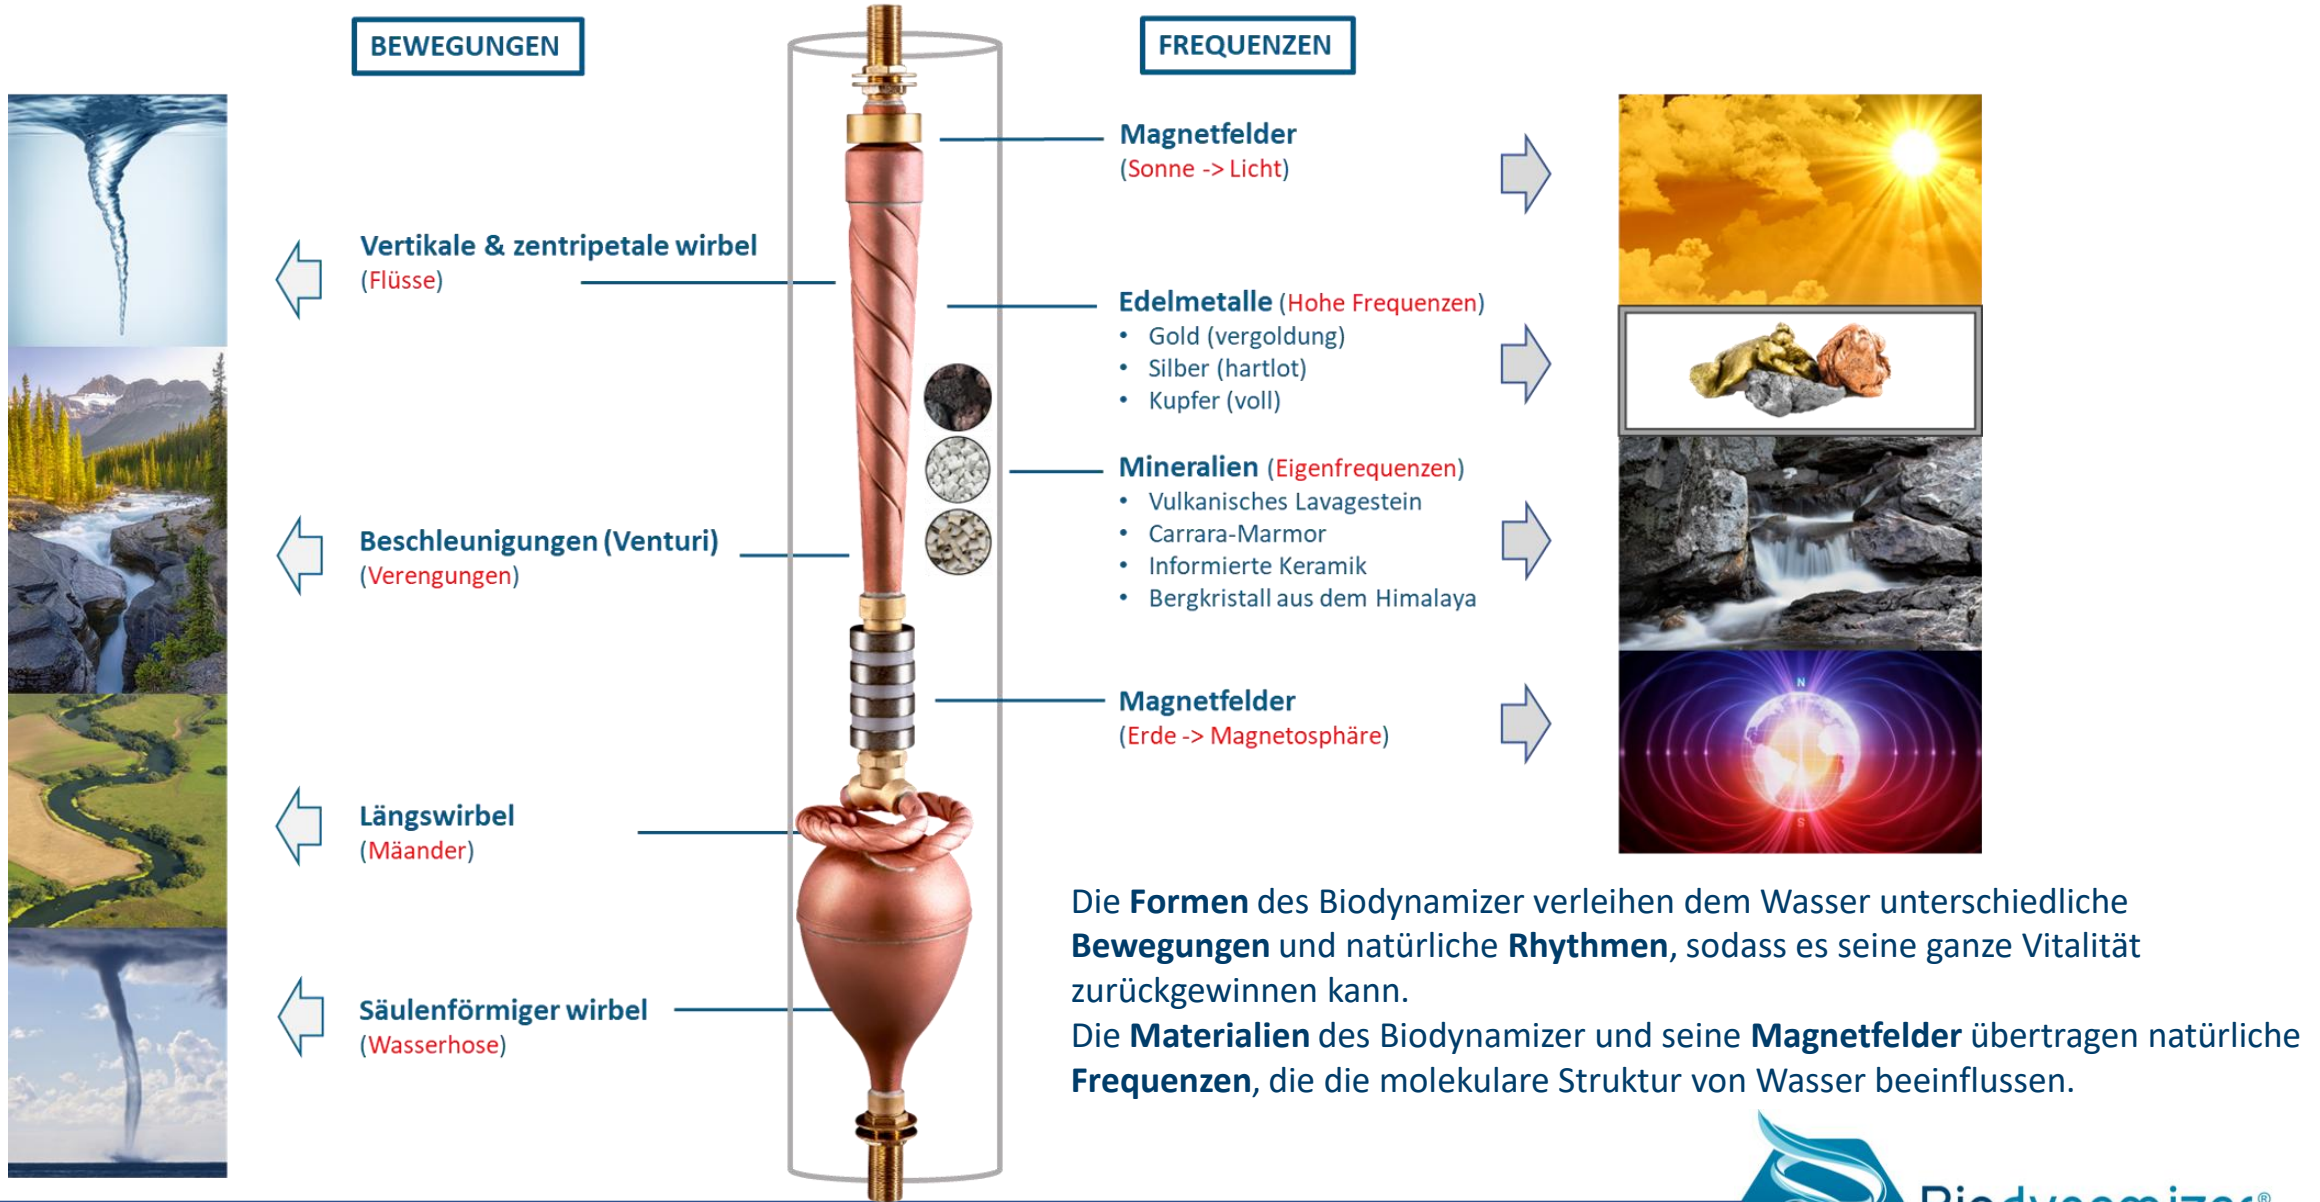 BEWEGUNGEN
Vertikale & zentripetale wirbel
(Flüsse)
Beschleunigungen (Venturi)
(Verengungen)
Längswirbel
(Mäander)
Säulenförmiger wirbel
(Wasserhose)
FREQUENZEN
Magnetfelder
(Sonne -> Licht)
Edelmetalle (Hohe Frequenzen)
• Gold (vergoldung)
• Silber (hartlot)
• Kupfer (voll)
Mineralien (Eigenfrequenzen)
• Vulkanisches Lavagestein
• Carrara-Marmor
• Informierte Keramik
• Bergkristall aus dem Himalaya
Magnetfelder
(Erde -> Magnetosphäre)
N
S
Die Formen des Biodynamizer verleihen dem Wasser unterschiedliche
Bewegungen und natürliche Rhythmen, sodass es seine ganze Vitalität
zurückgewinnen kann.
Die Materialien des Biodynamizer und seine Magnetfelder übertragen natürliche
Frequenzen, die die molekulare Struktur von Wasser beeinflussen.
Biodynamizer®